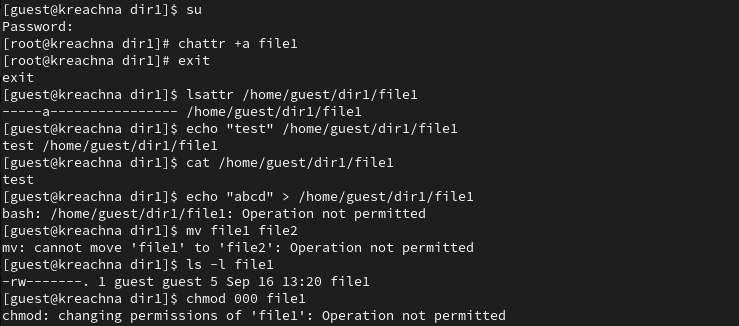 [guest@kreachna dir1]$ su
Password:
[root@kreachna dir1]# chattr +a file1
[root@kreachna dir1]# exit
exit
[guest@kreachna dir1]$ lsattr /home/guest/dir1/file1
-----a---------------- /home/guest/dir1/file1
[guest@kreachna dir1]$ echo "test" /home/guest/dir1/file1
test /home/guest/dir1/file1
[guest@kreachna dir1]$ cat /home/guest/dir1/file1
test
[guest@kreachna dir1]$ echo "abcd" > /home/guest/dir1/file1
bash: /home/guest/dir1/file1: Operation not permitted
[guest@kreachna dir1]$ mv file1 file2
mv: cannot move 'file1' to 'file2': Operation not permitted
[guest@kreachna dir1]$ ls -l file1
-rw-------. 1 guest guest 5 Sep 16 13:20 file1
[guest@kreachna dir1]$ chmod 000 file1
chmod: changing permissions of 'file1': Operation not permitted